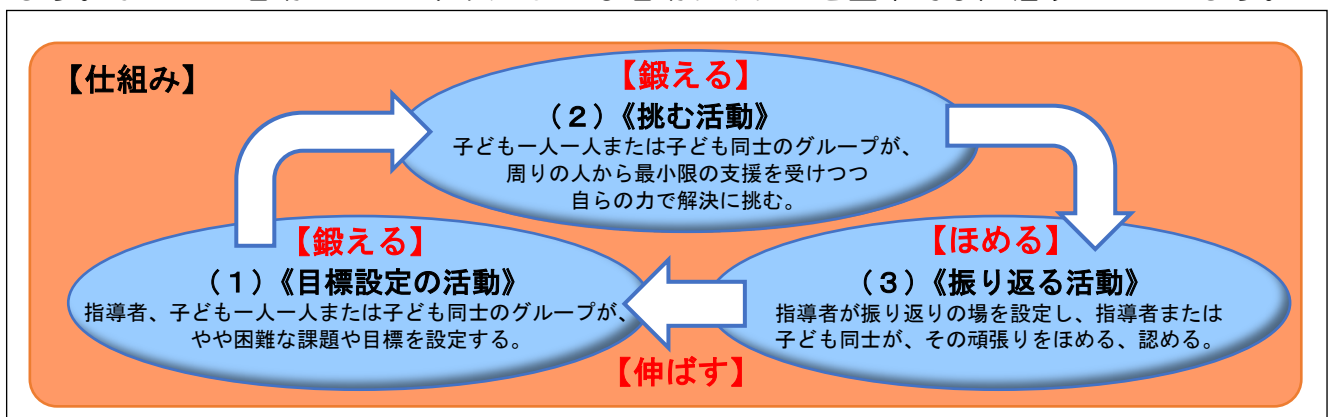 【仕組み】
【鍛える】
（２）《挑む活動》
子ども一人一人または子ども同士のグループが、
周りの人から最小限の支援を受けつつ
自らの力で解決に挑む。
【鍛える】
（１）《目標設定の活動》
指導者、子ども一人一人または子ども同士のグループが、
やや困難な課題や目標を設定する。
【ほめる】
（３）《振り返る活動》
指導者が振り返りの場を設定し、指導者または
子ども同士が、その頑張りをほめる、認める。
【伸ばす】